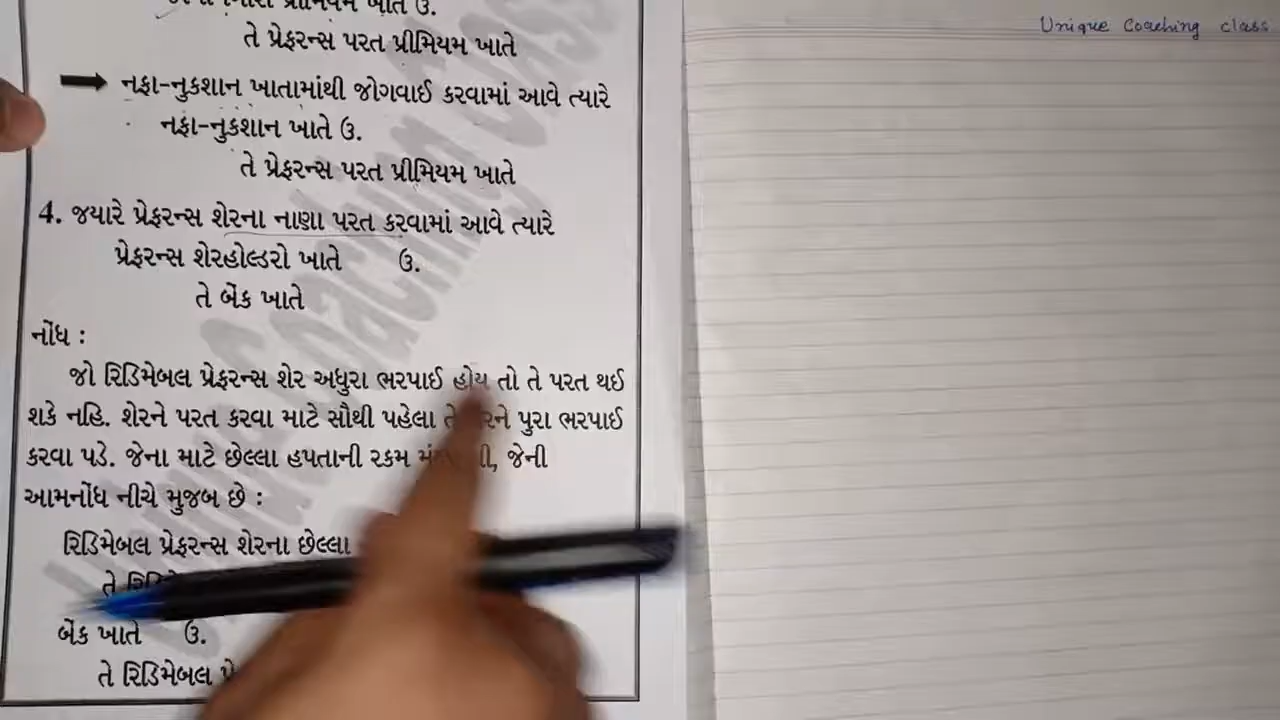 Unique Coaching class
ખાતે ઉ.
તે પ્રેફરન્સ પરત પ્રીમિયમ ખાતે
નફા-નુકશાન ખાતામાંથી જોગવાઈ કરવામાં આવે ત્યારે
નફા-નુકશાન ખાતે ઉ.
તે પ્રેફરન્સ પરત પ્રીમિયમ ખાતે
4. જયારે પ્રેફરન્સ શેરના નાણા પરત કરવામાં આવે ત્યારે
પ્રેફરન્સ શેરહોલ્ડરો ખાતે ઉ.
તે બેંક ખાતે
નોંધ :
જો રિડિમેબલ પ્રેફરન્સ શેર અધુરા ભરપાઈ હોય તો તે પરત થઈ
શકે નહિ. શેરને પરત કરવા માટે સૌથી પહેલા પુરા ભરપાઈ
કરવા પડે. જેના માટે છેલ્લા હપતાની રકમ જેની
આમનોંધ નીચે મુજબ છે :
રિડિમેબલ પ્રેફરન્સ શેરના છેલ્લા
તે
બેંક ખાતે ઉ.
તે રિડિમેબલ